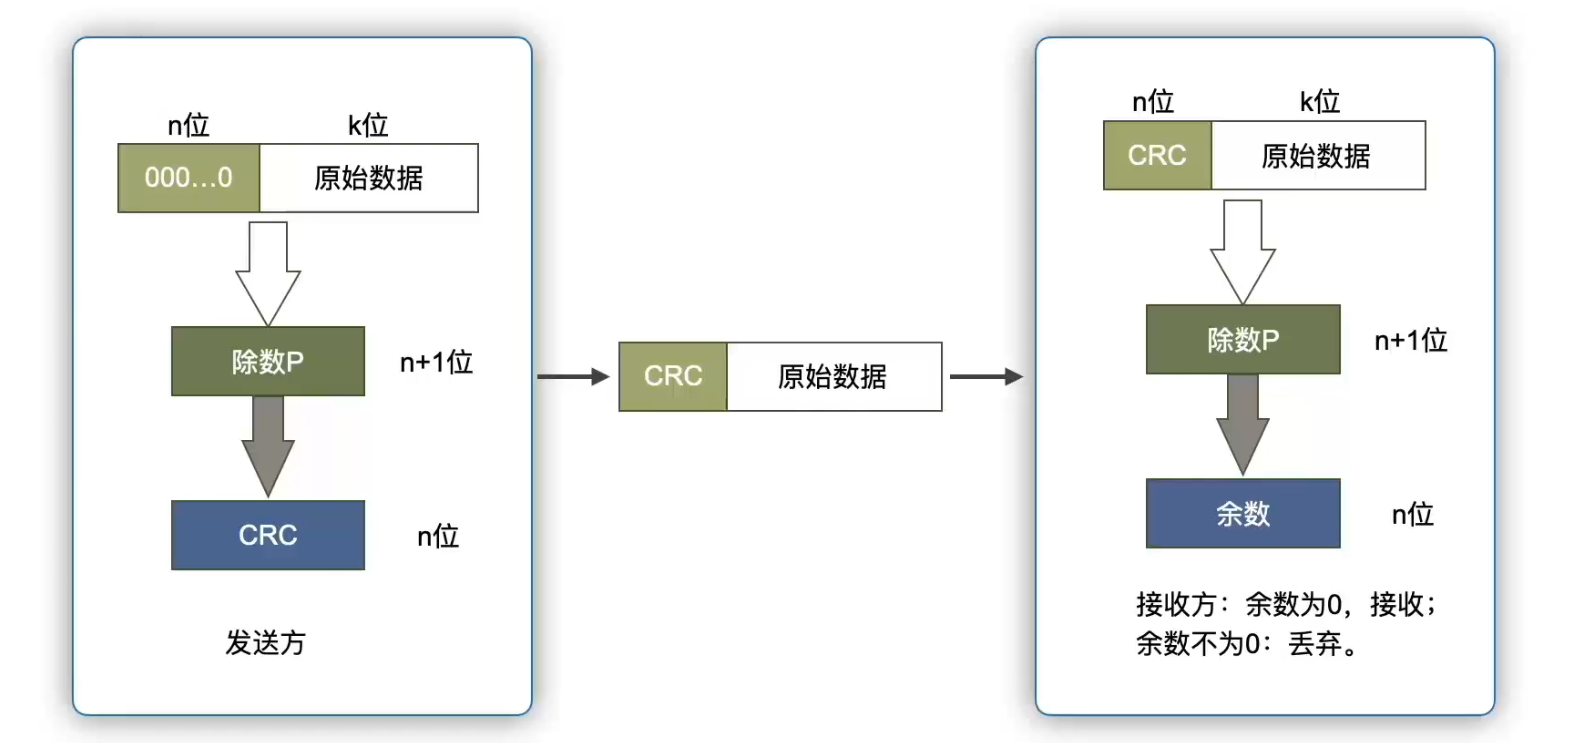 n位
k位
000...0
原始数据
除数P
n+1位
CRC
n位
发送方
CRC
原始数据
n位
k位
CRC
原始数据
除数P
n+1位
余数
n位
接收方：余数为0，接收；
余数不为0：丢弃。